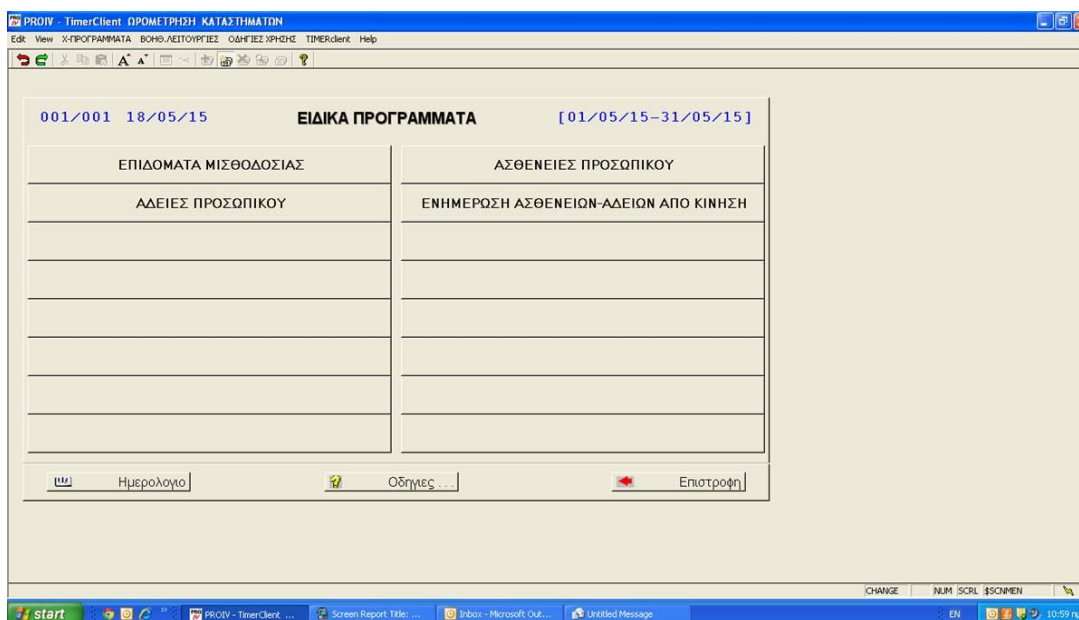 PROIV - TimerClient ΩΡΟΜΕΤΡΗΣΗ ΚΑΤΑΣΤΗΜΑΤΩΝ
Edit View Χ-ΠΡΟΓΡΑΜΜΑΤΑ ΒΟΗΘ.ΛΕΙΤΟΥΡΓΙΕΣ ΟΔΗΓΙΕΣ ΧΡΗΣΗΣ TIMERclient Help
001/001 18/05/15 ΕΙΔΙΚΑ ΠΡΟΓΡΑΜΜΑΤΑ [01/05/15-31/05/15]
ΕΠΙΔΟΜΑΤΑ ΜΙΣΘΟΔΟΣΙΑΣ ΑΣΘΕΝΕΙΕΣ ΠΡΟΣΩΠΙΚΟΥ
ΑΔΕΙΕΣ ΠΡΟΣΩΠΙΚΟΥ ΕΝΗΜΕΡΩΣΗ ΑΣΘΕΝΕΙΩΝ-ΑΔΕΙΩΝ ΑΠΟ ΚΙΝΗΣΗ
Ημερολογιο Οδηγιες ... Επιστροφη
CHANGE NUM SCRL $SCNMEN
start PROIV - TimerClient ... Screen Report Title: ... Inbox - Microsoft Out... Untitled Message EN 10:59